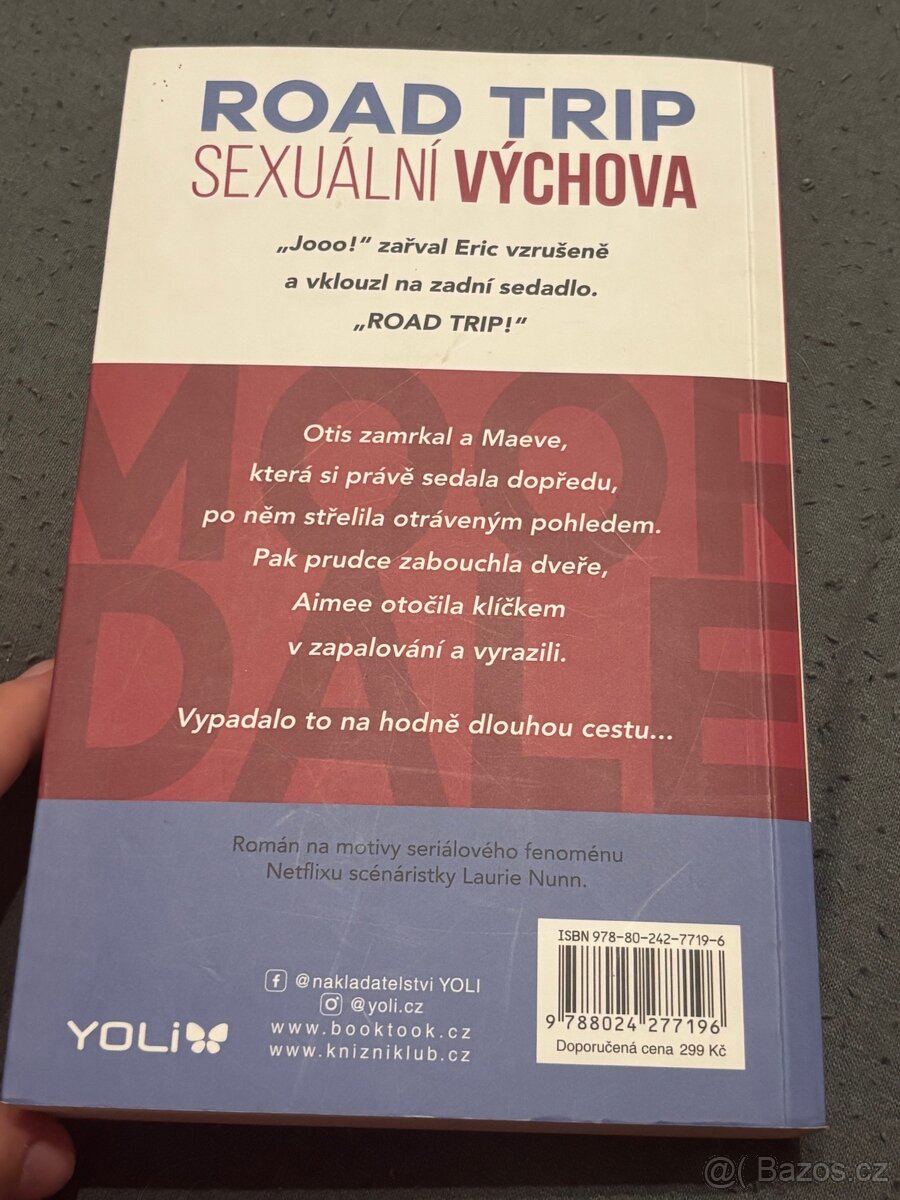 ROAD TRIP
SEXUÁLNÍ VÝCHOVA
„Jooo!“ zařval Eric vzrušeně
a vklouzl na zadní sedadlo.
„ROAD TRIP!“
MOOR
DALE
Otis zamrkal a Maeve,
která si právě sedala dopředu,
po něm střelila otráveným pohledem.
Pak prudce zabouchla dveře,
Aimee otočila klíčkem
v zapalování a vyrazili.
Vypadalo to na hodně dlouhou cestu...
Román na motivy seriálového fenoménu
Netflixu scénáristky Laurie Nunn.
ISBN 978-80-242-7719-6
9 788024 277196
Doporučená cena 299 Kč
@nakladatelstvi YOLI
@yoli.cz
www.booktook.cz
www.knizniklub.cz
YOLi
@( Bazos.cz